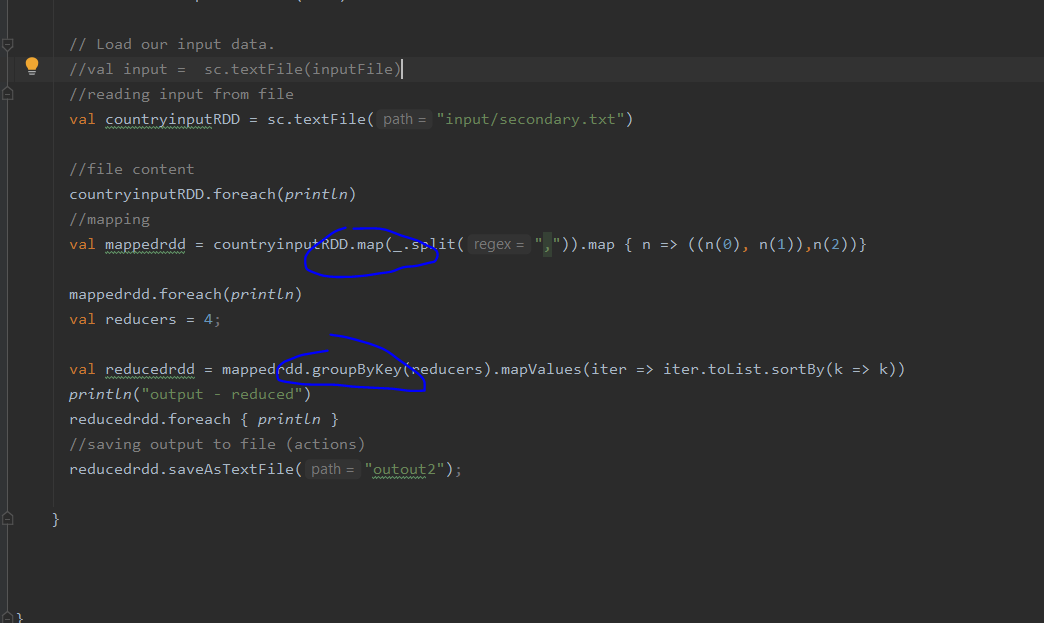 // Load our input data.
//val input =  sc.textFile(inputFile)
//reading input from file
val countryinputRDD = sc.textFile( path = "input/secondary.txt")
//file content
countryinputRDD.foreach(println)
//mapping
val mappedrdd = countryinputRDD.map(_.split( regex = ",")).map { n => ((n(0), n(1)),n(2))}
mappedrdd.foreach(println)
val reducers = 4;
val reducedrdd = mappedrdd.groupByKey(reducers).mapValues(iter => iter.toList.sortBy(k => k))
println("output - reduced")
reducedrdd.foreach { println }
//saving output to file (actions)
reducedrdd.saveAsTextFile( path = "outout2");
}
}